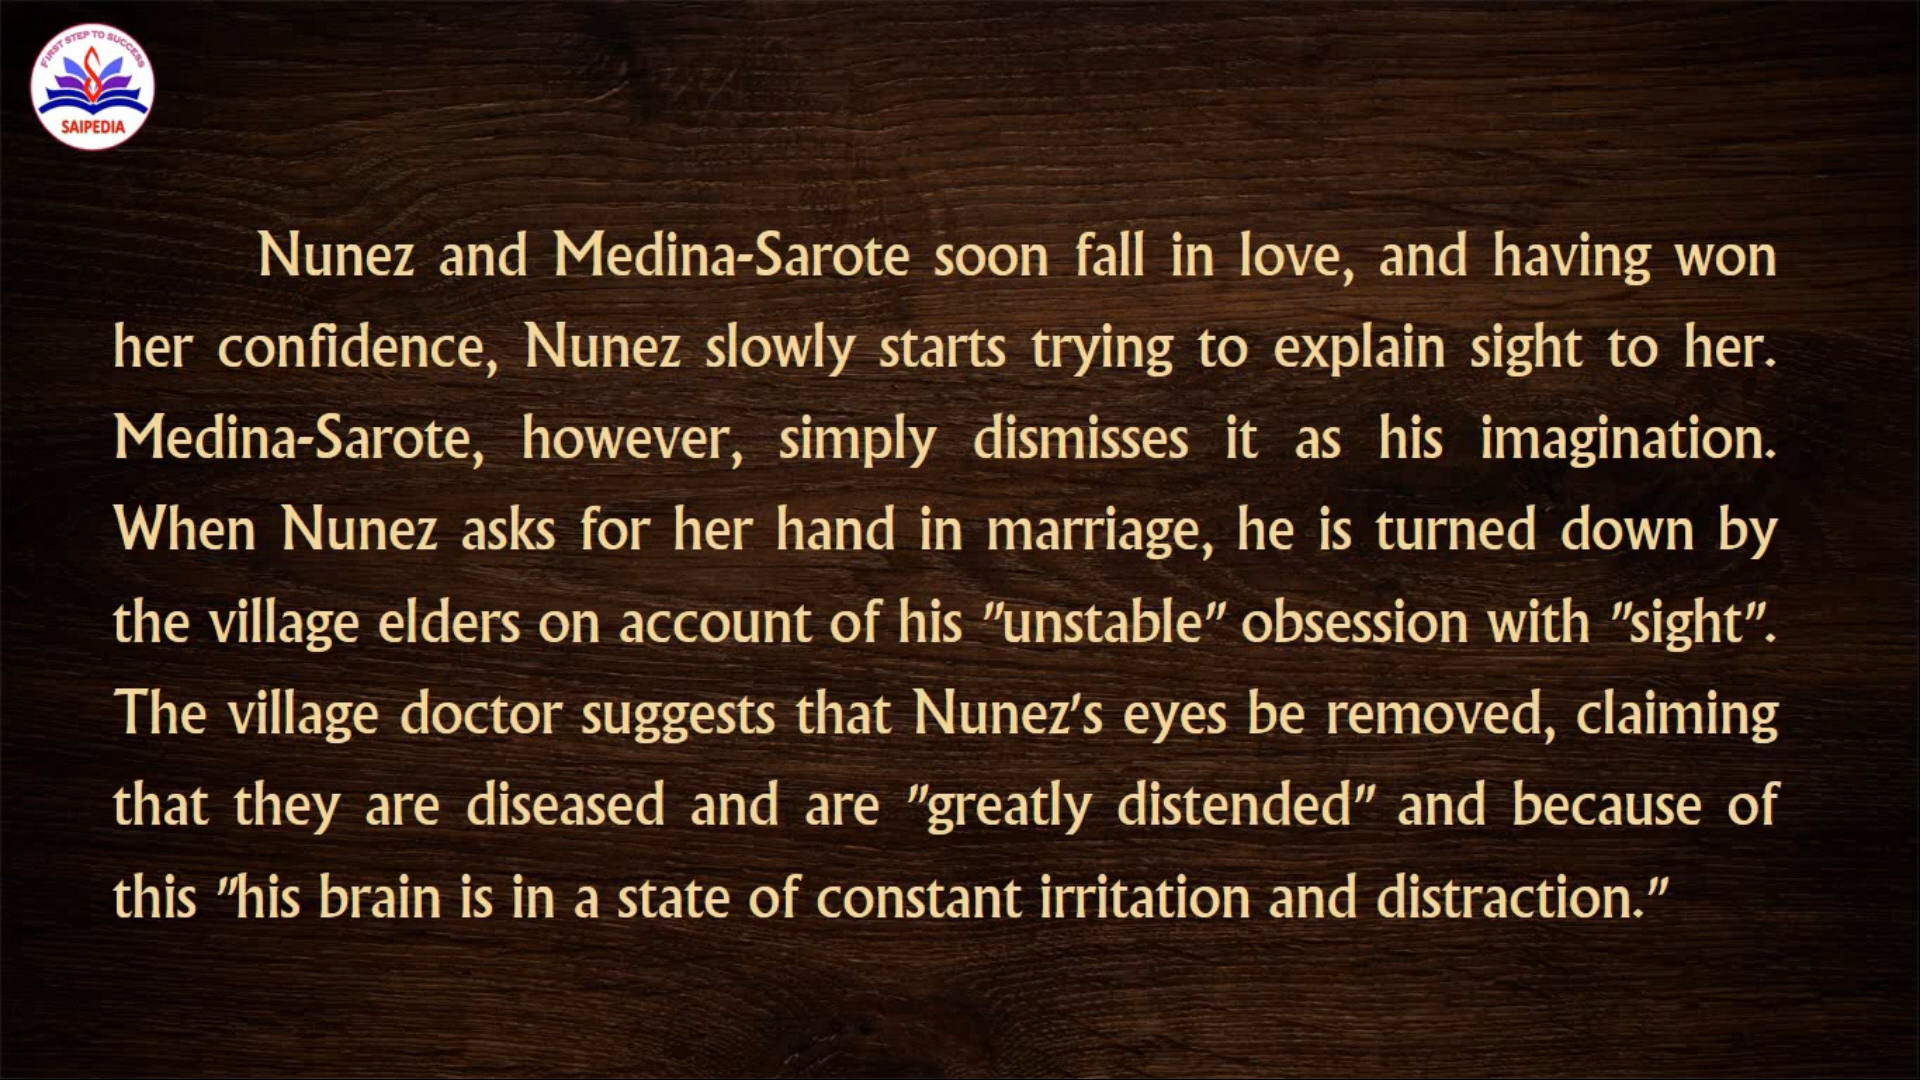 FIRST STEP TO SUCCESS
SAIPEDIA
Nunez and Medina-Sarote soon fall in love, and having won
her confidence, Nunez slowly starts trying to explain sight to her.
Medina-Sarote, however, simply dismisses it as his imagination.
When Nunez asks for her hand in marriage, he is turned down by
the village elders on account of his "unstable" obsession with "sight".
The village doctor suggests that Nunez's eyes be removed, claiming
that they are diseased and are "greatly distended" and because of
this "his brain is in a state of constant irritation and distraction."